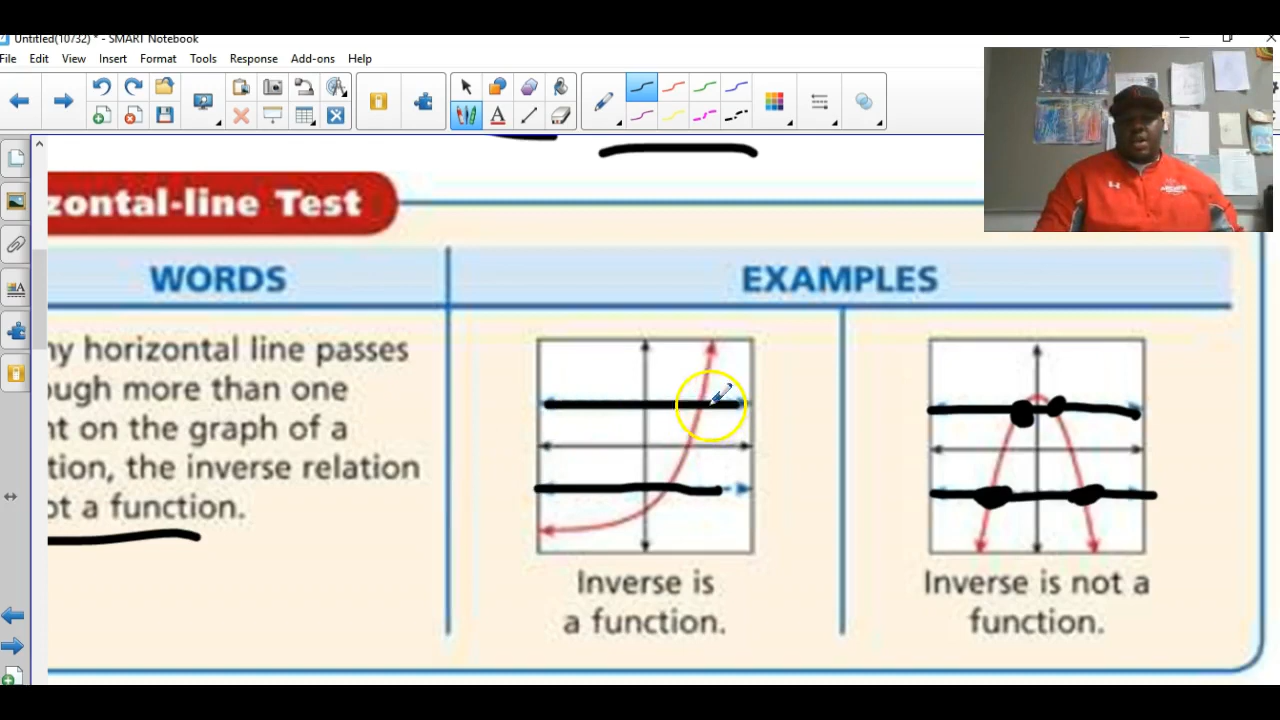 Untitled(10732) * - SMART Notebook
File Edit View Insert Format Tools Response Add-ons Help
zontal-line Test
WORDS
EXAMPLES
ny horizontal line passes
ough more than one
nt on the graph of a
tion, the inverse relation
ot a function.
Inverse is
a function.
Inverse is not a
function.